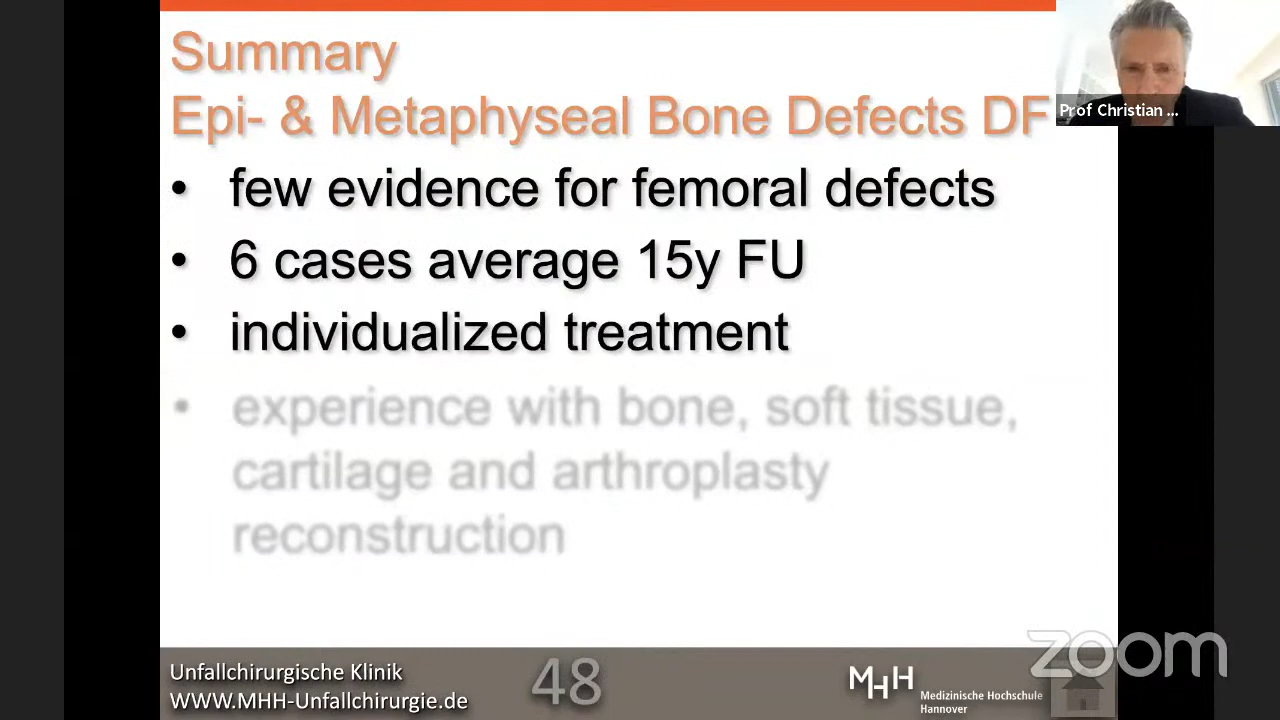 Summary
Epi- & Metaphyseal Bone Defects DF
Prof Christian ...
• few evidence for femoral defects
• 6 cases average 15y FU
• individualized treatment
• experience with bone, soft tissue,
cartilage and arthroplasty
reconstruction
zoom
Unfallchirurgische Klinik
WWW.MHH-Unfallchirurgie.de
48
MHH
Medizinische Hochschule
Hannover